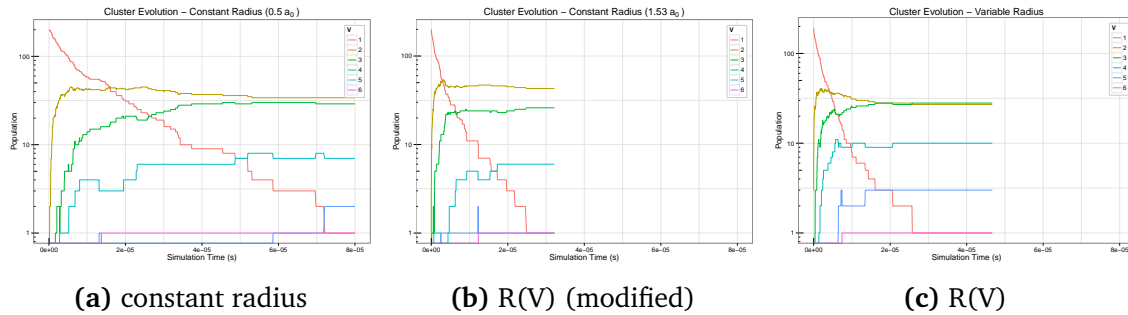 Cluster Evolution − Constant Radius (0.5 a0 )
V
1
2
3
4
5
6
100
10
1
Population
0e+00 2e−05 4e−05 6e−05 8e−05
Simulation Time (s)
(a) constant radius
Cluster Evolution − Constant Radius (1.53 a0 )
V
1
2
3
4
5
6
100
10
1
Population
0e+00 2e−05 4e−05 6e−05 8e−05
Simulation Time (s)
(b) R(V) (modified)
Cluster Evolution − Variable Radius
V
1
2
3
4
5
6
100
10
1
Population
0e+00 2e−05 4e−05 6e−05 8e−05
Simulation Time (s)
(c) R(V)